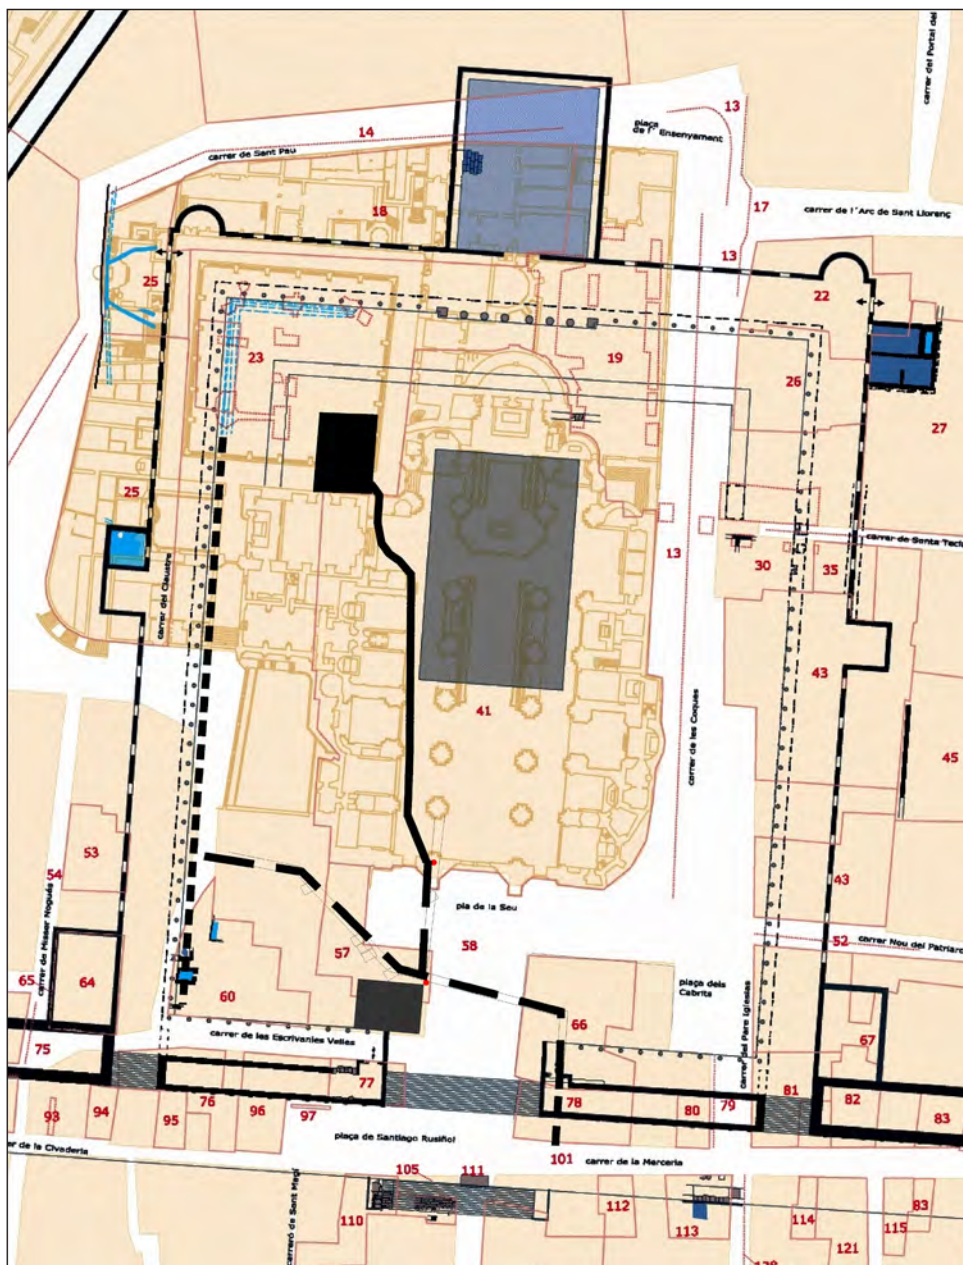 carrer del Portal del
13
plaça
de l' Ensenyament
14
carrer de Sant Pau
18
17
carrer de l'Arc de Sant Llorenç
13
25
22
23
19
26
27
25
13
30
35
carrer de Santa Tecla
carrer del Claustre
43
41
carrer de les Coques
45
53
54
43
carrer de Misser Nogués
pla de la Seu
57
58
52
carrer Nou del Patriarc
65
64
60
plaça dels
Cabrits
66
carrer del Pare Iglesias
67
carrer de les Escrivanies Velles
75
77
81
93
94
95
76
96
97
78
80
79
82
83
er de la Civaderia
plaça de Santiago Rusiñol
101
carrer de la Merceria
carreró de Sant Magí
105
111
110
112
113
114
115
83
121